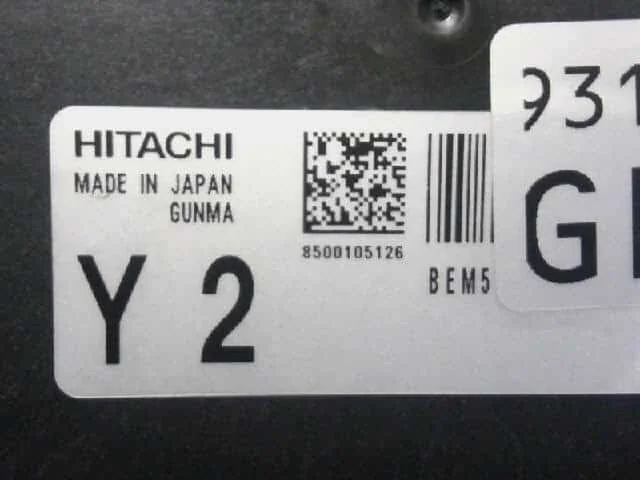 HITACHI
MADE IN JAPAN
GUNMA
Y 2
8500105126
BEM5
931
G